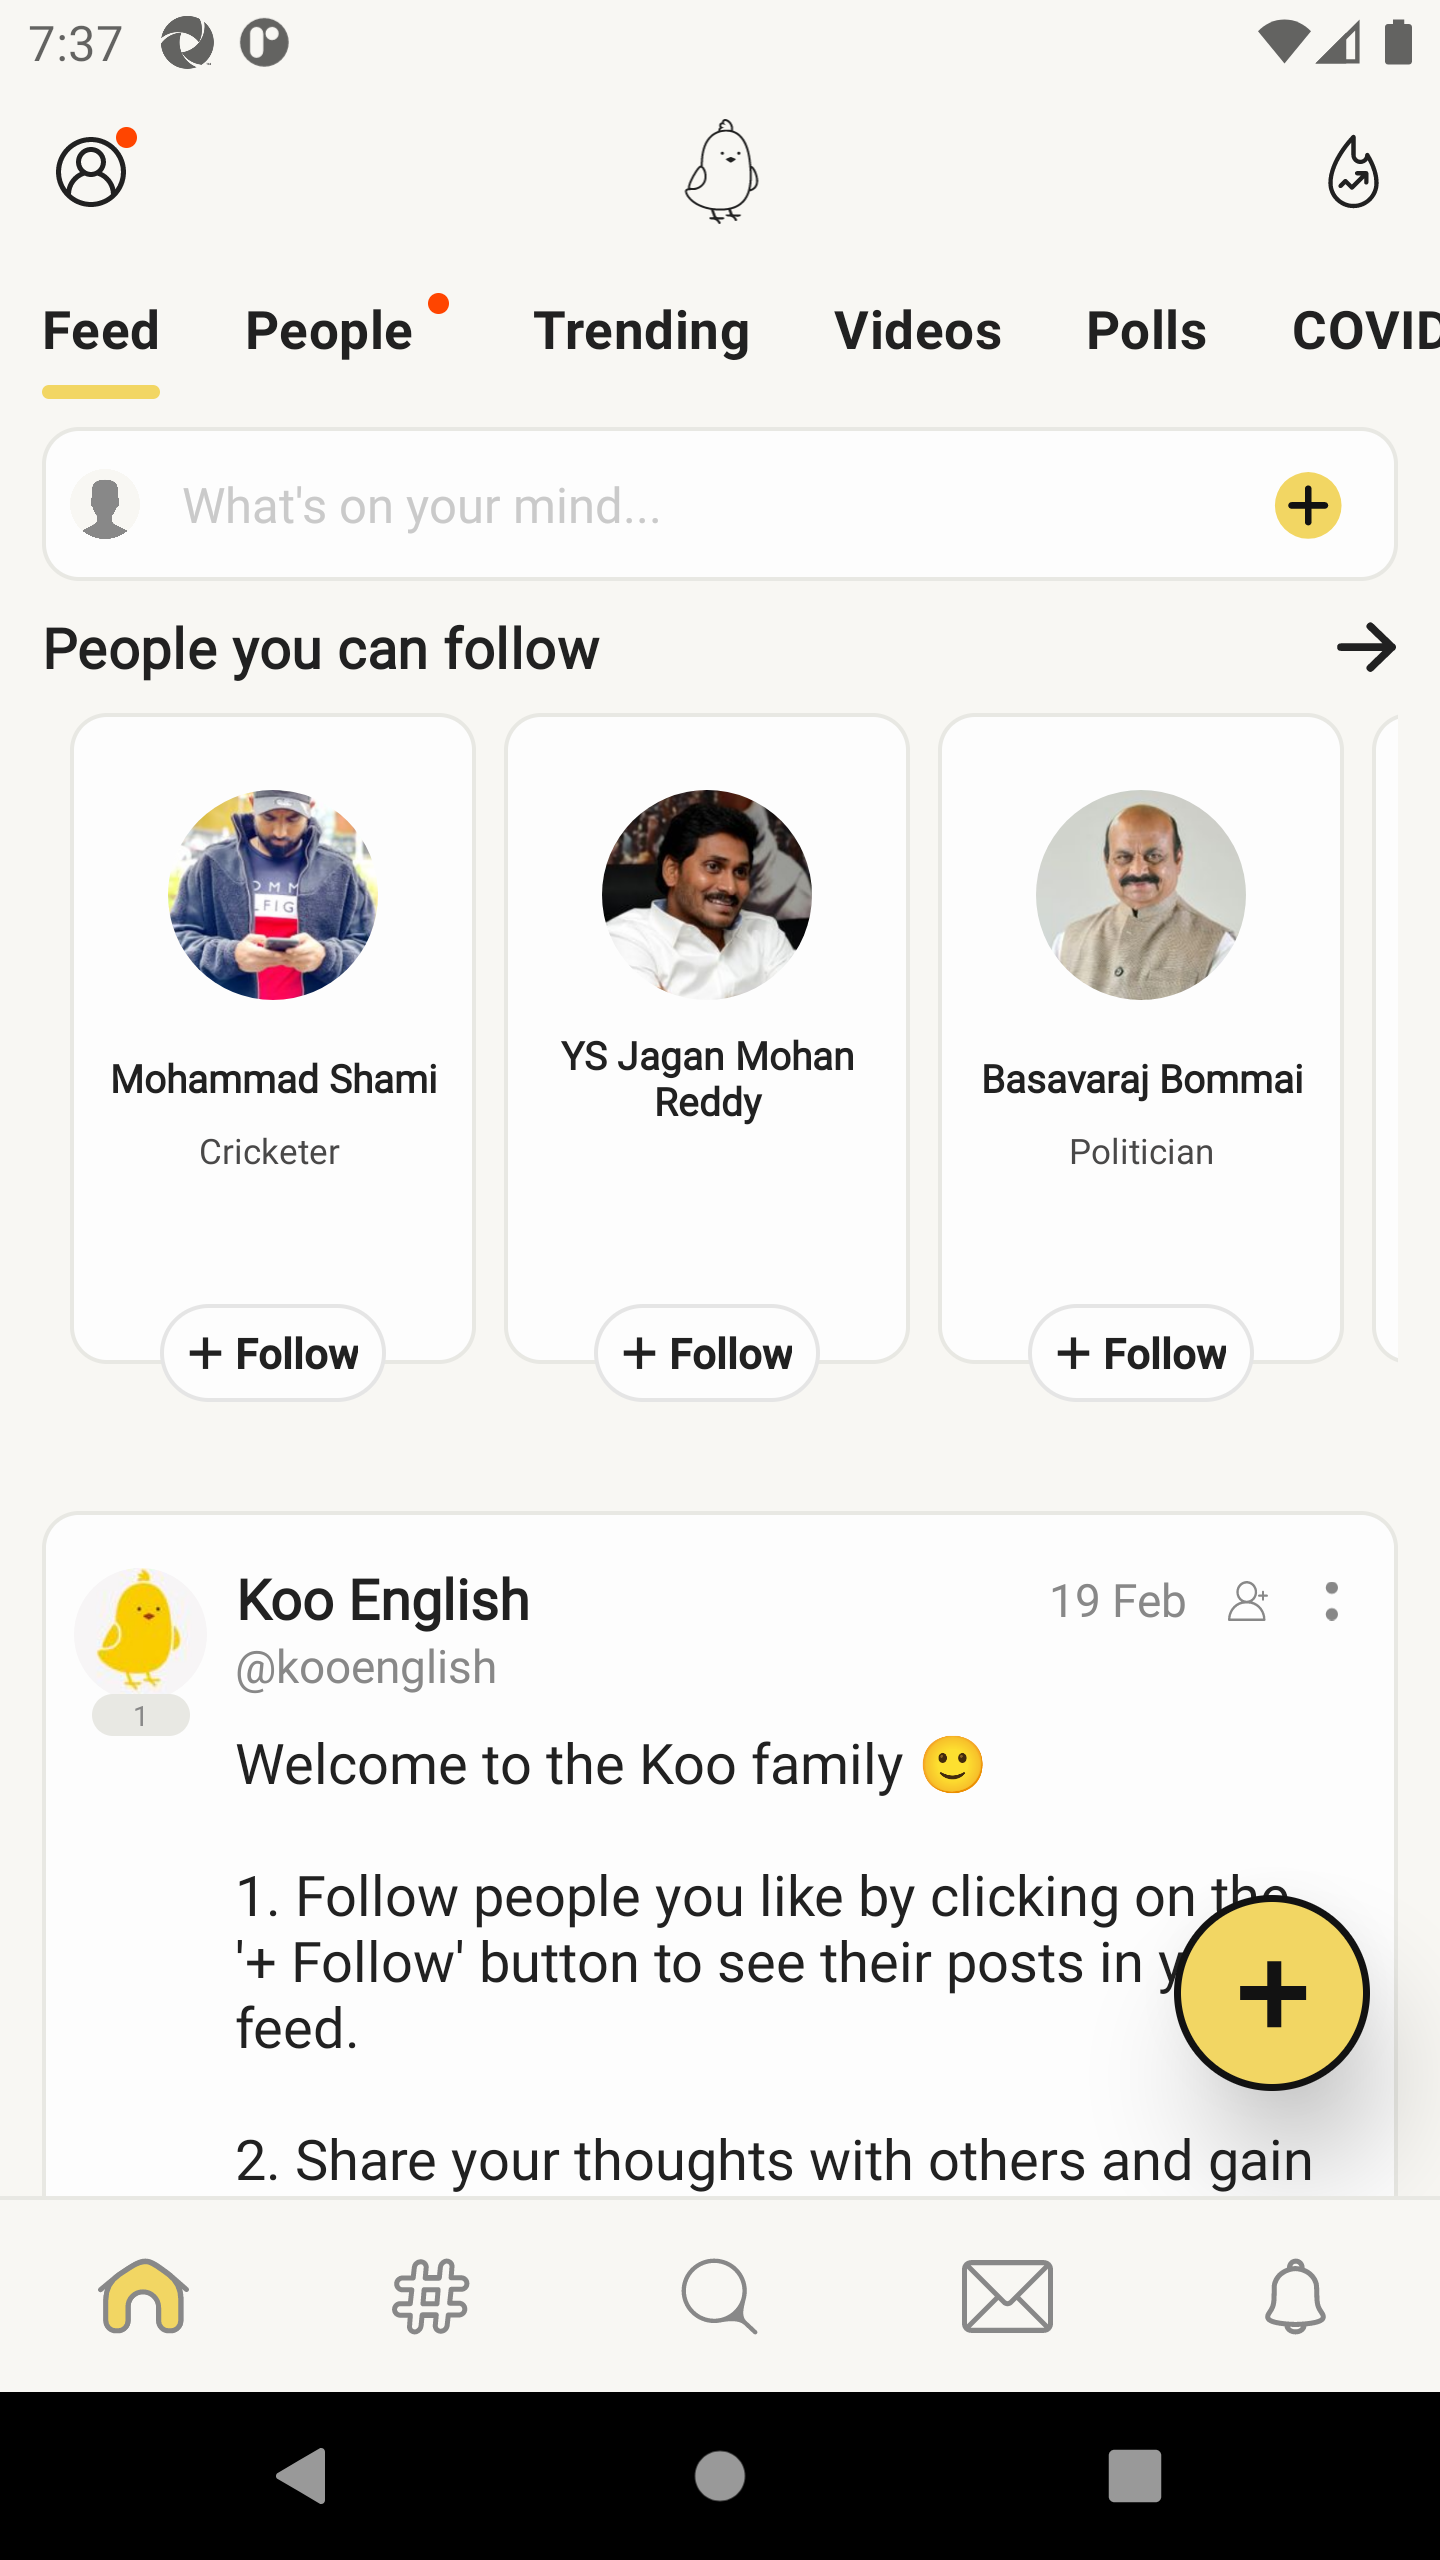 7:37
Feed People Trending Videos Polls COVID
What's on your mind...
People you can follow
Mohammad Shami
Cricketer
+ Follow
YS Jagan Mohan
Reddy
+ Follow
Basavaraj Bommai
Politician
+ Follow
Koo English 19 Feb
@kooenglish
1
Welcome to the Koo family 🙂
1. Follow people you like by clicking on the
'+ Follow' button to see their posts in
feed.
2. Share your thoughts with others and gain